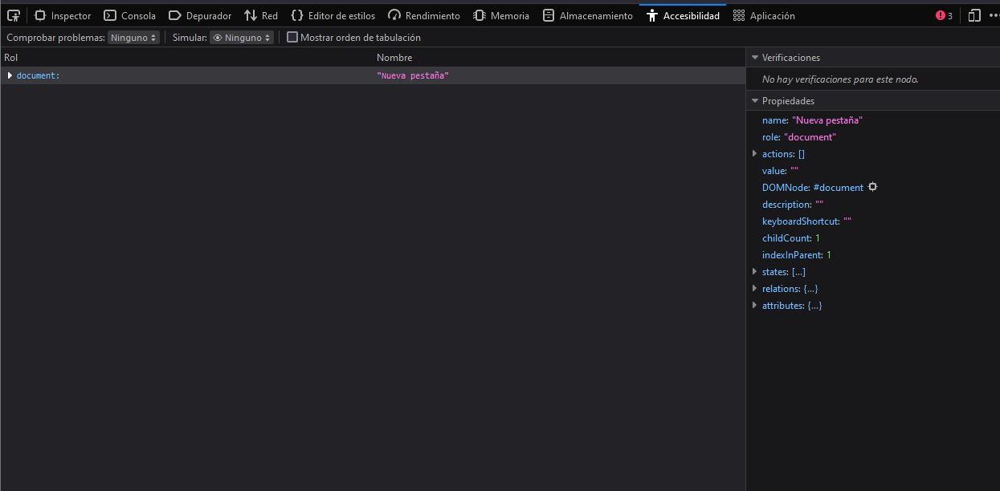 Inspector Consola Depurador Red Editor de estilos Rendimiento Memoria Almacenamiento Accesibilidad Aplicación 3
Comprobar problemas: Ninguno Simular: Ninguno Mostrar orden de tabulación
Rol Nombre
document: "Nueva pestaña"
Verificaciones
No hay verificaciones para este nodo.
Propiedades
name: "Nueva pestaña"
role: "document"
actions: []
value: ""
DOMNode: #document
description: ""
keyboardShortcut: ""
childCount: 1
indexInParent: 1
states: […]
relations: {…}
attributes: {…}